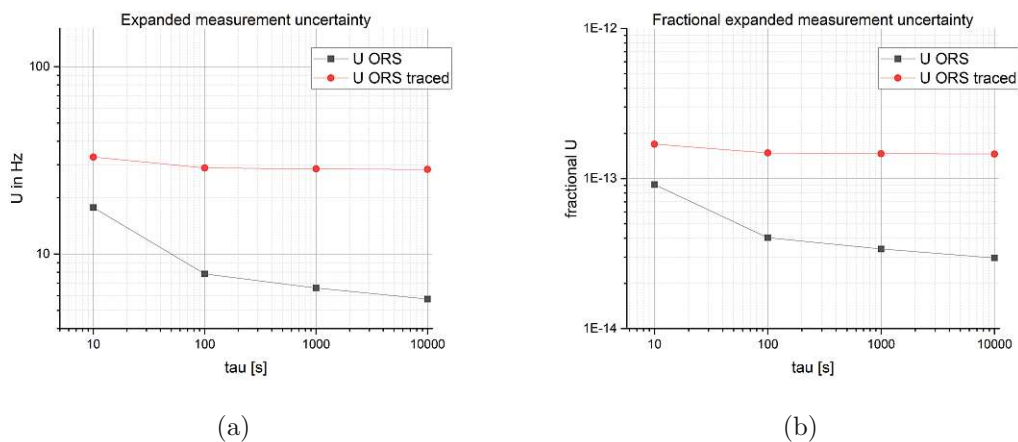 Expanded measurement uncertainty
U ORS
U ORS traced
100
10
U in Hz
10
100
1000
10000
tau [s]
(a)
Fractional expanded measurement uncertainty
U ORS
U ORS traced
1E-12
1E-13
1E-14
fractional U
10
100
1000
10000
tau [s]
(b)